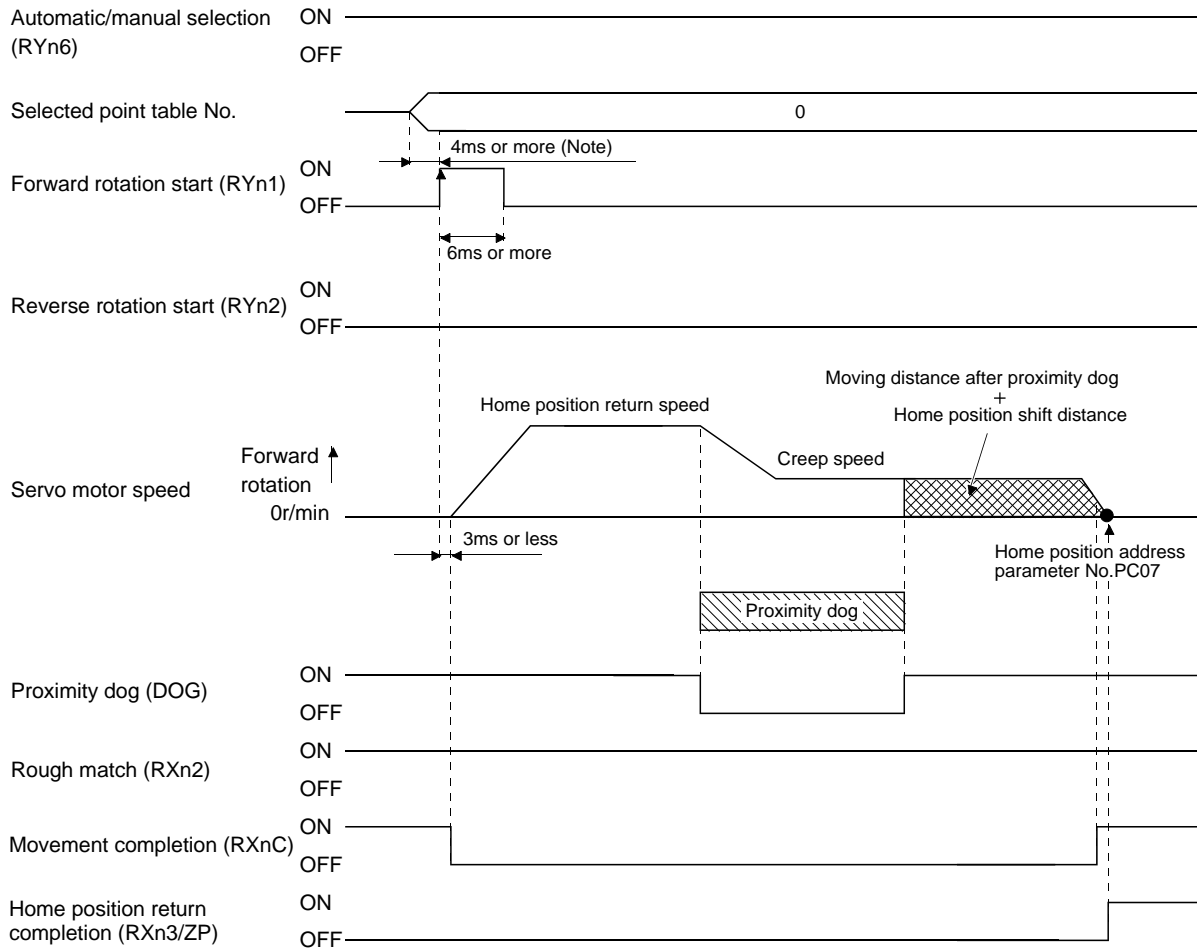 Automatic/manual selection
(RYn6)
ON
OFF
Selected point table No.
0
4ms or more (Note)
Forward rotation start (RYn1)
ON
OFF
6ms or more
Reverse rotation start (RYn2)
ON
OFF
Moving distance after proximity dog
+
Home position shift distance
Home position return speed
Creep speed
Servo motor speed
Forward
rotation
0r/min
3ms or less
Home position address
parameter No.PC07
Proximity dog
Proximity dog (DOG)
ON
OFF
Rough match (RXn2)
ON
OFF
Movement completion (RXnC)
ON
OFF
Home position return
completion (RXn3/ZP)
ON
OFF